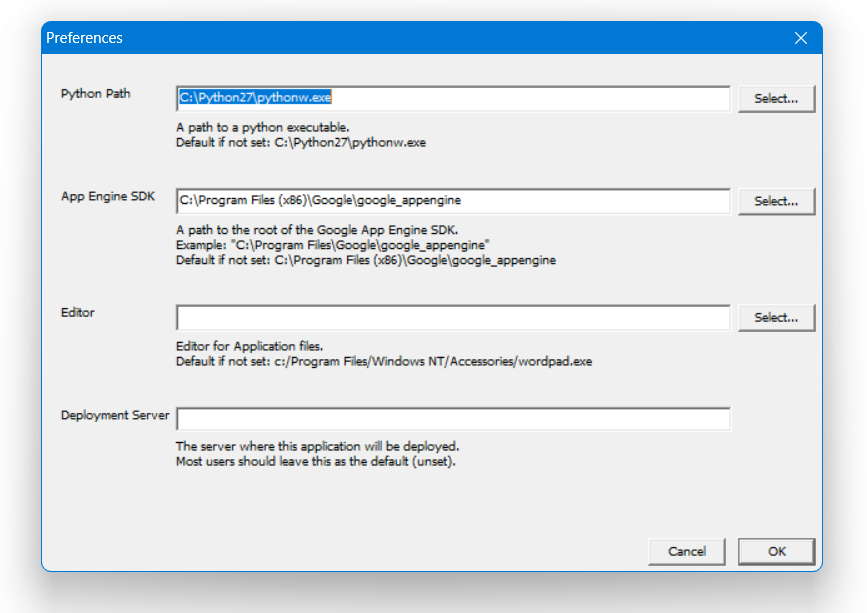 Preferences
Python Path
C:\Python27\pythonw.exe
Select...
A path to a python executable.
Default if not set: C:\Python27\pythonw.exe
App Engine SDK
C:\Program Files (x86)\Google\google_appengine
Select...
A path to the root of the Google App Engine SDK.
Example: "C:\Program Files\Google\google_appengine"
Default if not set: C:\Program Files (x86)\Google\google_appengine
Editor
Select...
Editor for Application files.
Default if not set: c:/Program Files/Windows NT/Accessories/wordpad.exe
Deployment Server
The server where this application will be deployed.
Most users should leave this as the default (unset).
Cancel
OK